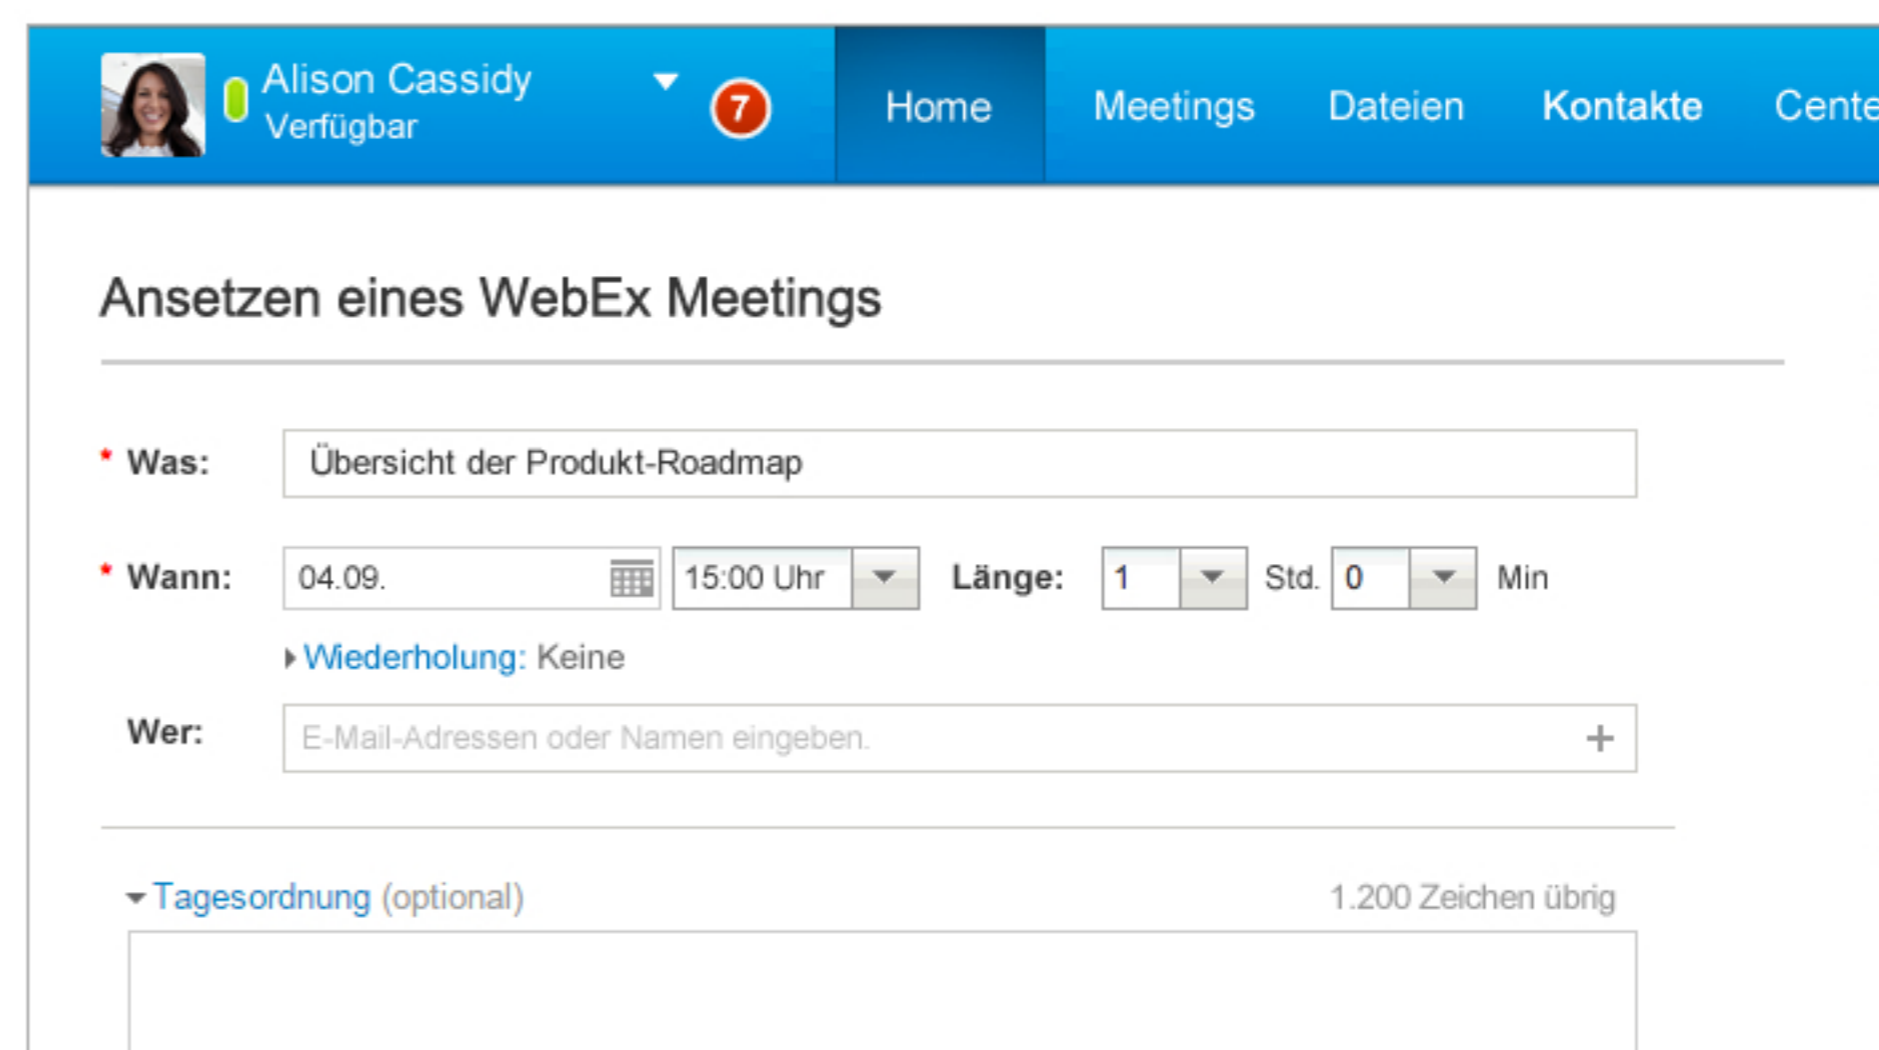 Alison Cassidy
Verfügbar
7
Home Meetings Dateien Kontakte
Ansetzen eines WebEx Meetings
* Was: Übersicht der Produkt-Roadmap
* Wann: 04.09. 15:00 Uhr Länge: 1 Std. 0 Min
Wiederholung: Keine
Wer: E-Mail-Adressen oder Namen eingeben. +
Tagesordnung (optional) 1.200 Zeichen übrig